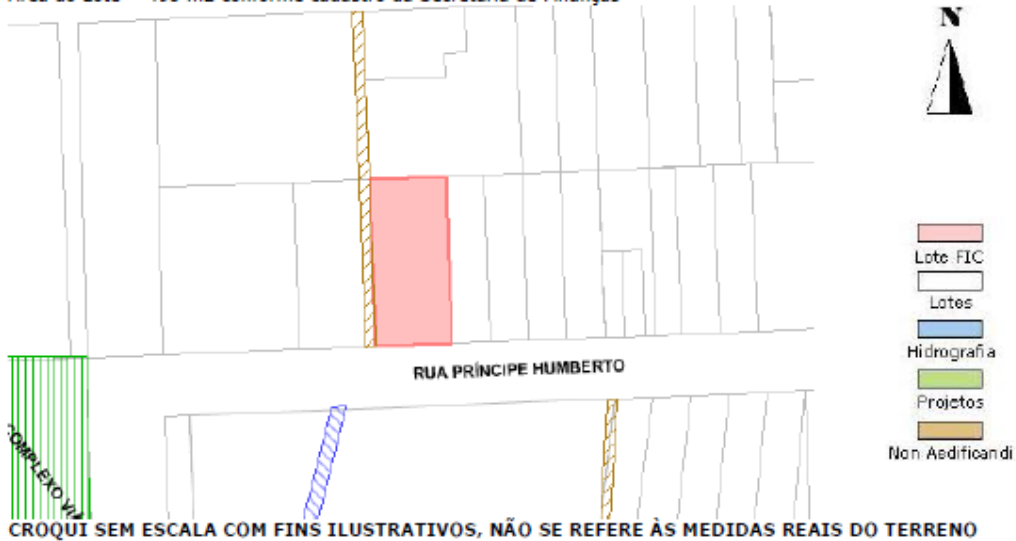 N
Lote FIC
Lotes
Hidrografia
Projetos
Non Aedificandi
RUA PRÍNCIPE HUMBERTO
COMPLEXO
CROQUI SEM ESCALA COM FINS ILUSTRATIVOS, NÃO SE REFERE ÀS MEDIDAS REAIS DO TERRENO